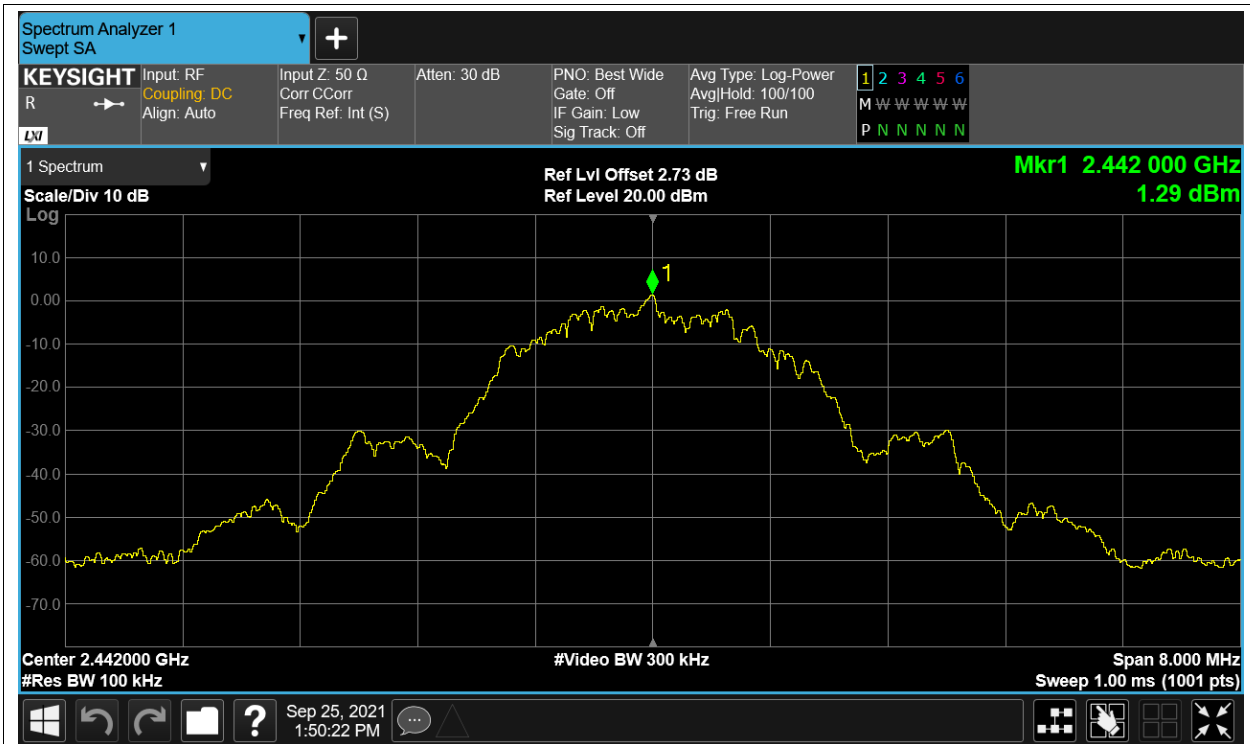 Spectrum Analyzer 1
Swept SA
KEYSIGHT
R
LXI
Input: RF
Coupling: DC
Align: Auto
Input Z: 50 Ω
Corr CCorr
Freq Ref: Int (S)
Atten: 30 dB
PNO: Best Wide
Gate: Off
IF Gain: Low
Sig Track: Off
Avg Type: Log-Power
Avg|Hold: 100/100
Trig: Free Run
1 2 3 4 5 6
M W W W W W
P N N N N N
1 Spectrum
Scale/Div 10 dB
Log
Ref Lvl Offset 2.73 dB
Ref Level 20.00 dBm
Mkr1 2.442 000 GHz
1.29 dBm
1
10.0
0.00
-10.0
-20.0
-30.0
-40.0
-50.0
-60.0
-70.0
Center 2.442000 GHz
#Res BW 100 kHz
#Video BW 300 kHz
Span 8.000 MHz
Sweep 1.00 ms (1001 pts)
?
Sep 25, 2021
1:50:22 PM